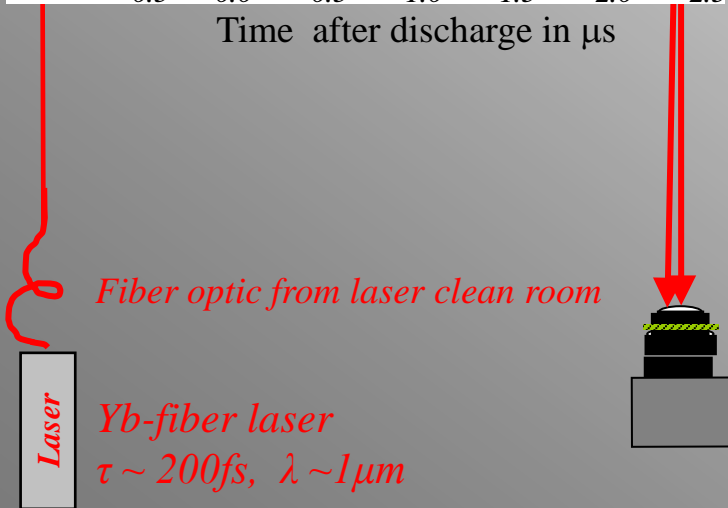 Time after discharge in μs
Fiber optic from laser clean room
Laser
Yb-fiber laser
τ ~ 200fs, λ ~1μm